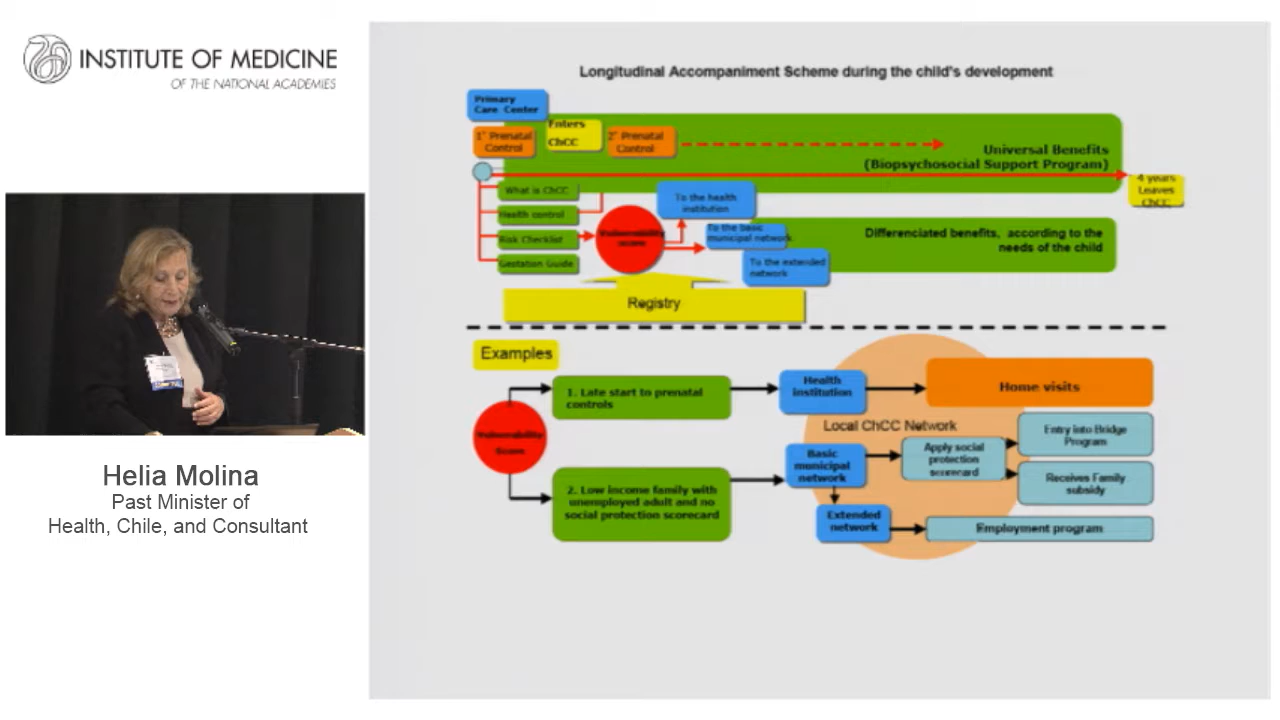 INSTITUTE OF MEDICINE
OF THE NATIONAL ACADEMIES
Helia Molina
Past Minister of
Health, Chile, and Consultant
Longitudinal Accompaniment Scheme during the child's development
Primary
Care Center
1° Prenatal
Control
Enters
ChCC
2° Prenatal
Control
Universal Benefits
(Biopsychosocial Support Program)
4 years
Leaves
ChCC
What is ChCC
Health control
Risk Checklist
Gestation Guide
Vulnerability
score
To the health
institution
To the basic
municipal network
To the extended
network
Differenciated benefits, according to the
needs of the child
Registry
Examples
Vulnerability
Score
1. Late start to prenatal
controls
Health
institution
Home visits
Local ChCC Network
2. Low income family with
unemployed adult and no
social protection scorecard
Basic
municipal
network
Apply social
protection
scorecard
Entry into Bridge
Program
Receives Family
subsidy
Extended
network
Employment program